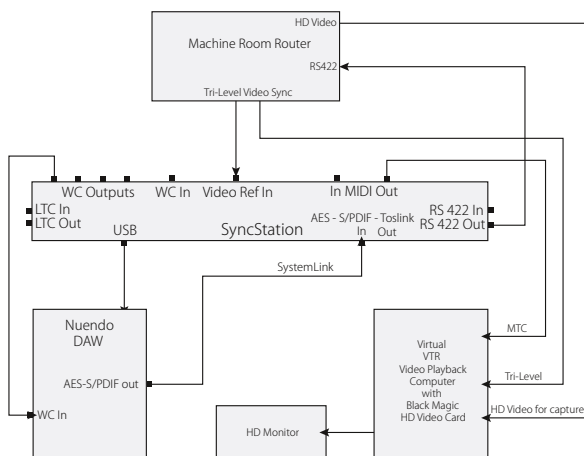 HD Video
Machine Room Router
RS422
Tri-Level Video Sync
WC Outputs
WC In
Video Ref In
In MIDI Out
LTC In
LTC Out
USB
SyncStation
AES - S/PDIF - Toslink
In
Out
RS 422 In
RS 422 Out
SystemLink
Nuendo
DAW
AES-S/PDIF out
WC In
HD Monitor
Virtual
VTR
Video Playback
Computer
with
Black Magic
HD Video Card
MTC
Tri-Level
HD Video for capture